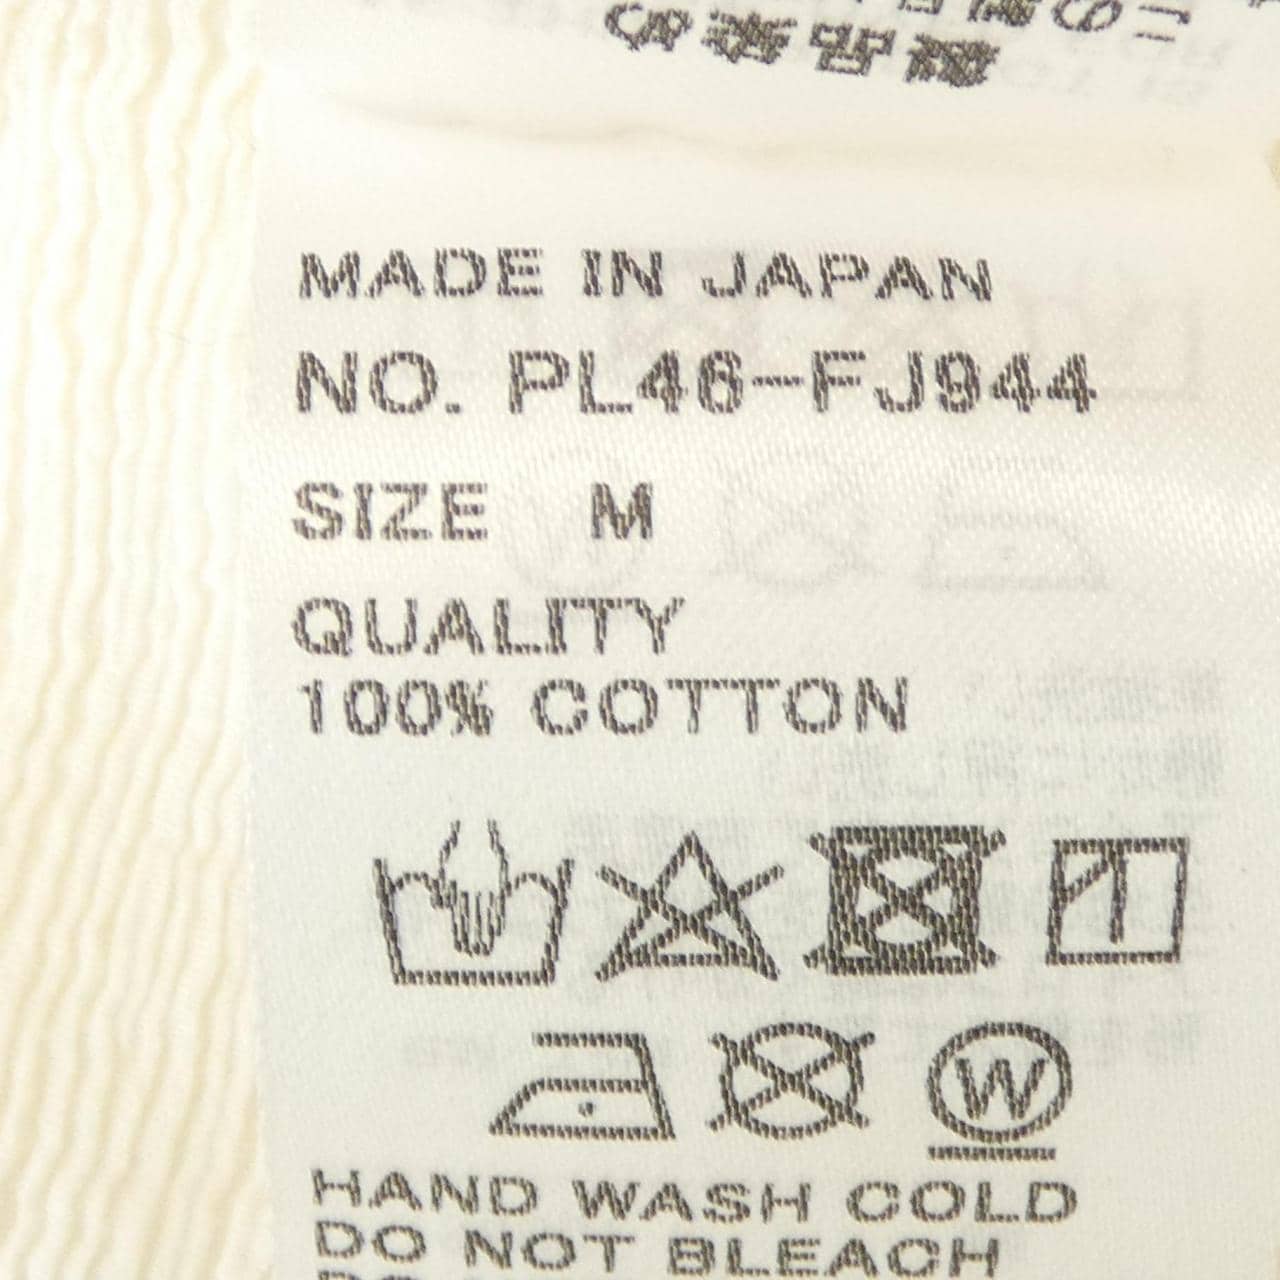 MADE IN JAPAN
NO. PL46-FJ944
SIZE M
QUALITY
100% COTTON
W
HAND WASH COLD
DO NOT BLEACH